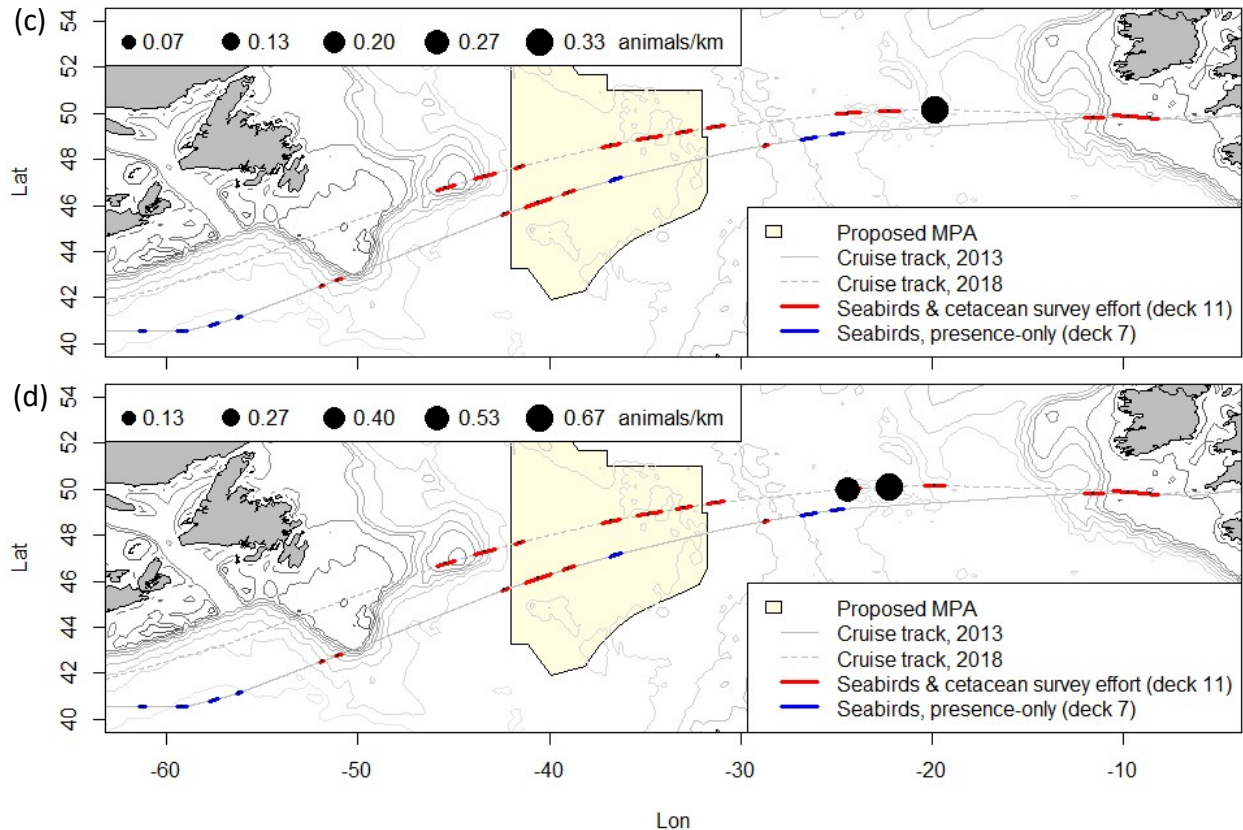 (c)
0.07 0.13 0.20 0.27 0.33 animals/km
54
52
50
48
46
44
42
40
Lat
Proposed MPA
Cruise track, 2013
Cruise track, 2018
Seabirds & cetacean survey effort (deck 11)
Seabirds, presence-only (deck 7)
(d)
0.13 0.27 0.40 0.53 0.67 animals/km
54
52
50
48
46
44
42
40
Lat
Proposed MPA
Cruise track, 2013
Cruise track, 2018
Seabirds & cetacean survey effort (deck 11)
Seabirds, presence-only (deck 7)
-60 -50 -40 -30 -20 -10
Lon